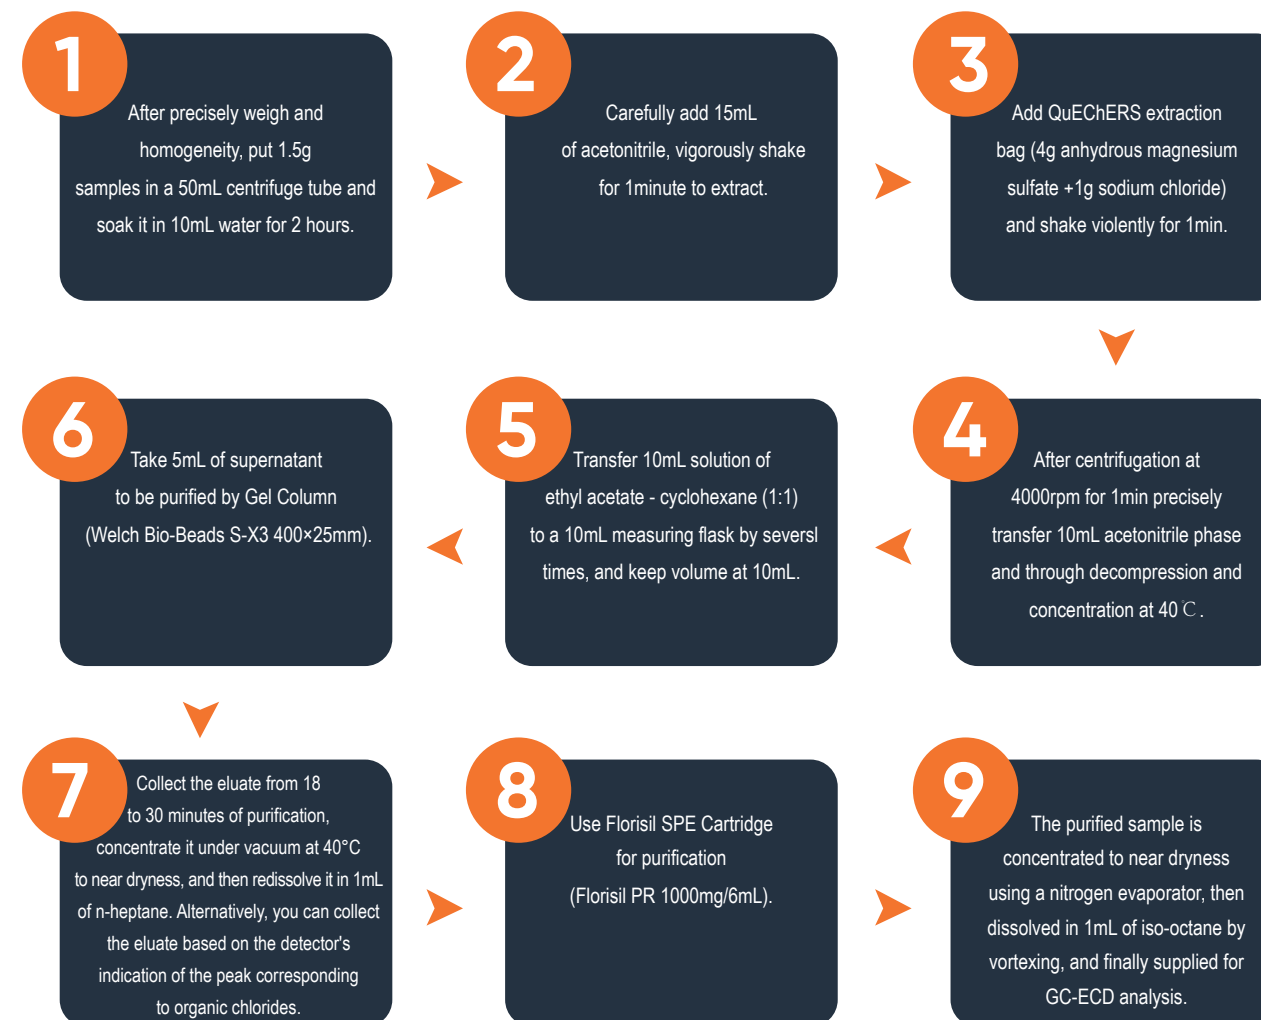 1
After precisely weigh and
homogeneity, put 1.5g
samples in a 50mL centrifuge tube and
soak it in 10mL water for 2 hours.
2
Carefully add 15mL
of acetonitrile, vigorously shake
for 1minute to extract.
3
Add QuEChERS extraction
bag (4g anhydrous magnesium
sulfate +1g sodium chloride)
and shake violently for 1min.
4
After centrifugation at
4000rpm for 1min precisely
transfer 10mL acetonitrile phase
and through decompression and
concentration at 40℃.
5
Transfer 10mL solution of
ethyl acetate - cyclohexane (1:1)
to a 10mL measuring flask by seversl
times, and keep volume at 10mL.
6
Take 5mL of supernatant
to be purified by Gel Column
(Welch Bio-Beads S-X3 400×25mm).
7
Collect the eluate from 18
to 30 minutes of purification,
concentrate it under vacuum at 40°C
to near dryness, and then redissolve it in 1mL
of n-heptane. Alternatively, you can collect
the eluate based on the detector's
indication of the peak corresponding
to organic chlorides.
8
Use Florisil SPE Cartridge
for purification
(Florisil PR 1000mg/6mL).
9
The purified sample is
concentrated to near dryness
using a nitrogen evaporator, then
dissolved in 1mL of iso-octane by
vortexing, and finally supplied for
GC-ECD analysis.